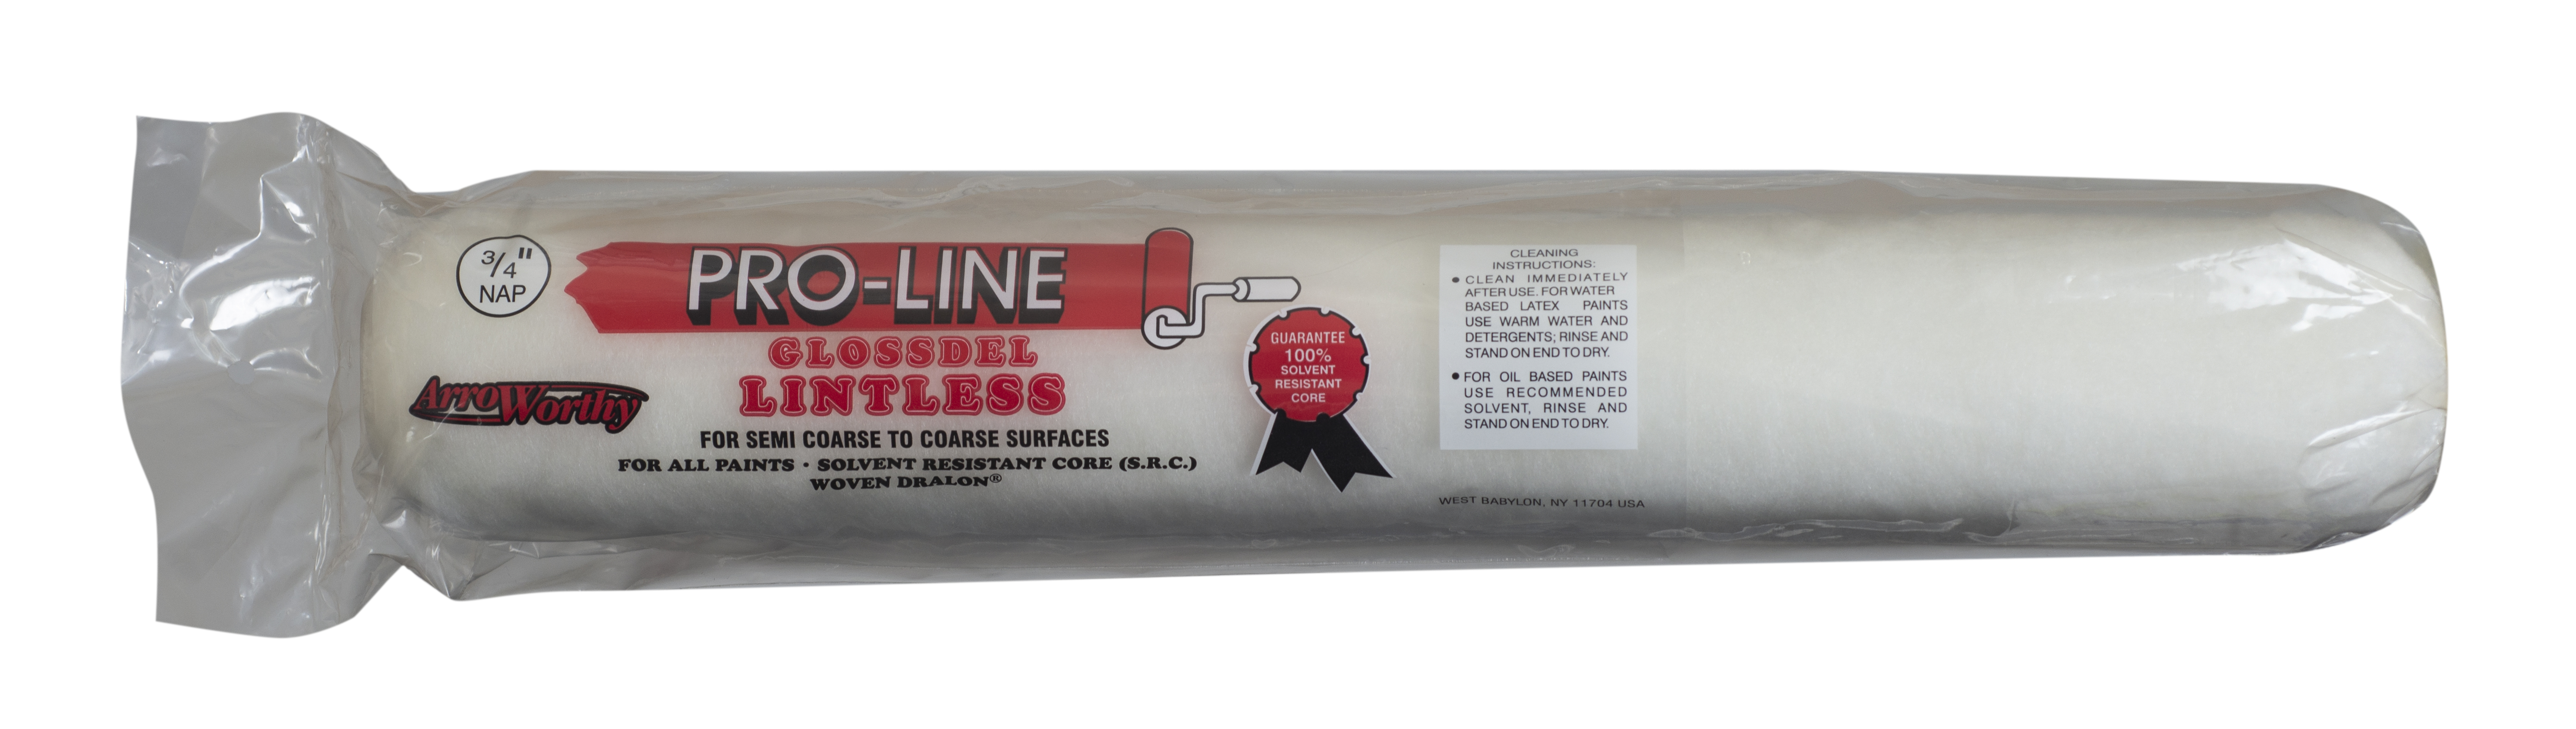 3/4"
NAP
PRO-LINE
GLOSSDEL
LINTLESS
ArroWorthy
FOR SEMI COARSE TO COARSE SURFACES
FOR ALL PAINTS · SOLVENT RESISTANT CORE (S.R.C.)
WOVEN DRALON®
GUARANTEE
100%
SOLVENT
RESISTANT
CORE
CLEANING
INSTRUCTIONS:
• CLEAN IMMEDIATELY
AFTER USE. FOR WATER
BASED LATEX PAINTS
USE WARM WATER AND
DETERGENTS; RINSE AND
STAND ON END TO DRY.
• FOR OIL BASED PAINTS
USE RECOMMENDED
SOLVENT, RINSE AND
STAND ON END TO DRY.
WEST BABYLON, NY 11704 USA